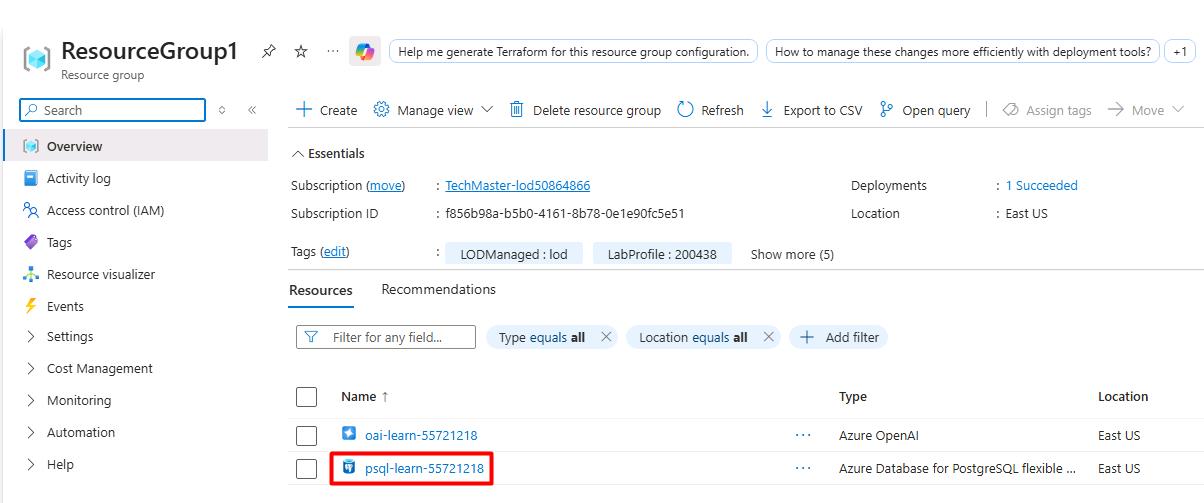 ResourceGroup1 ... Help me generate Terraform for this resource group configuration. How to manage these changes more efficiently with deployment tools? +1
Resource group
Search
Create Manage view Delete resource group Refresh Export to CSV Open query Assign tags Move
Overview
Activity log
Access control (IAM)
Tags
Resource visualizer
Events
Settings
Cost Management
Monitoring
Automation
Help
Essentials
Subscription (move) : TechMaster-lod50864866
Subscription ID : f856b98a-b5b0-4161-8b78-0e1e90fc5e51
Tags (edit) : LODManaged : lod LabProfile : 200438 Show more (5)
Deployments : 1 Succeeded
Location : East US
Resources Recommendations
Filter for any field... Type equals all Location equals all Add filter
Name ↑ Type Location
oai-learn-55721218 ... Azure OpenAI East US
psql-learn-55721218 ... Azure Database for PostgreSQL flexible ... East US